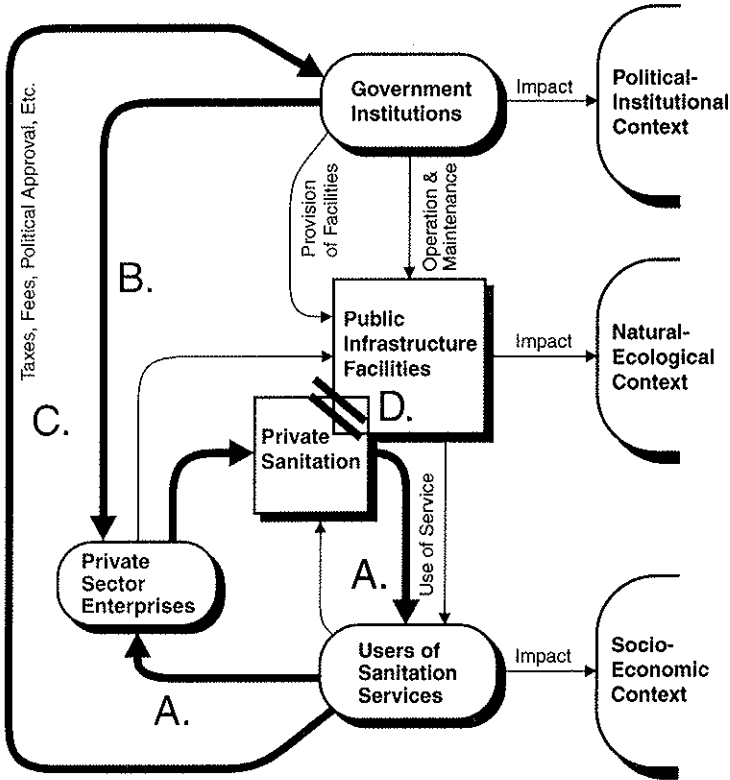 Government
Institutions
Impact
Political-
Institutional
Context
Taxes, Fees, Political Approval, Etc.
Provision
of Facilities
Operation &
Maintenance
B.
Public
Infrastructure
Facilities
Impact
Natural-
Ecological
Context
C.
D.
Private
Sanitation
Use of Service
Private
Sector
Enterprises
A.
Users of
Sanitation
Services
Impact
Socio-
Economic
Context
A.